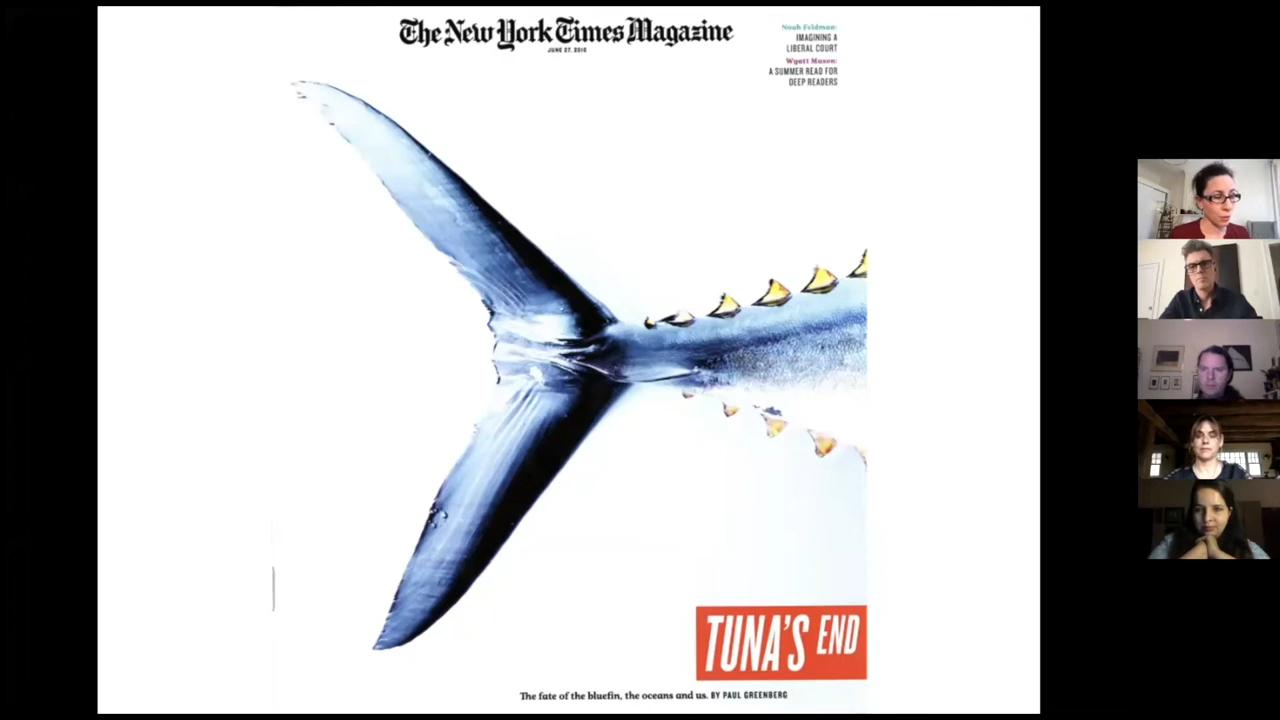 The New York Times Magazine
JUNE 27, 2010
Noah Feldman:
IMAGINING A
LIBERAL COURT
Wyatt Mason:
A SUMMER READ FOR
DEEP READERS
TUNA'S END
The fate of the bluefin, the oceans and us. BY PAUL GREENBERG